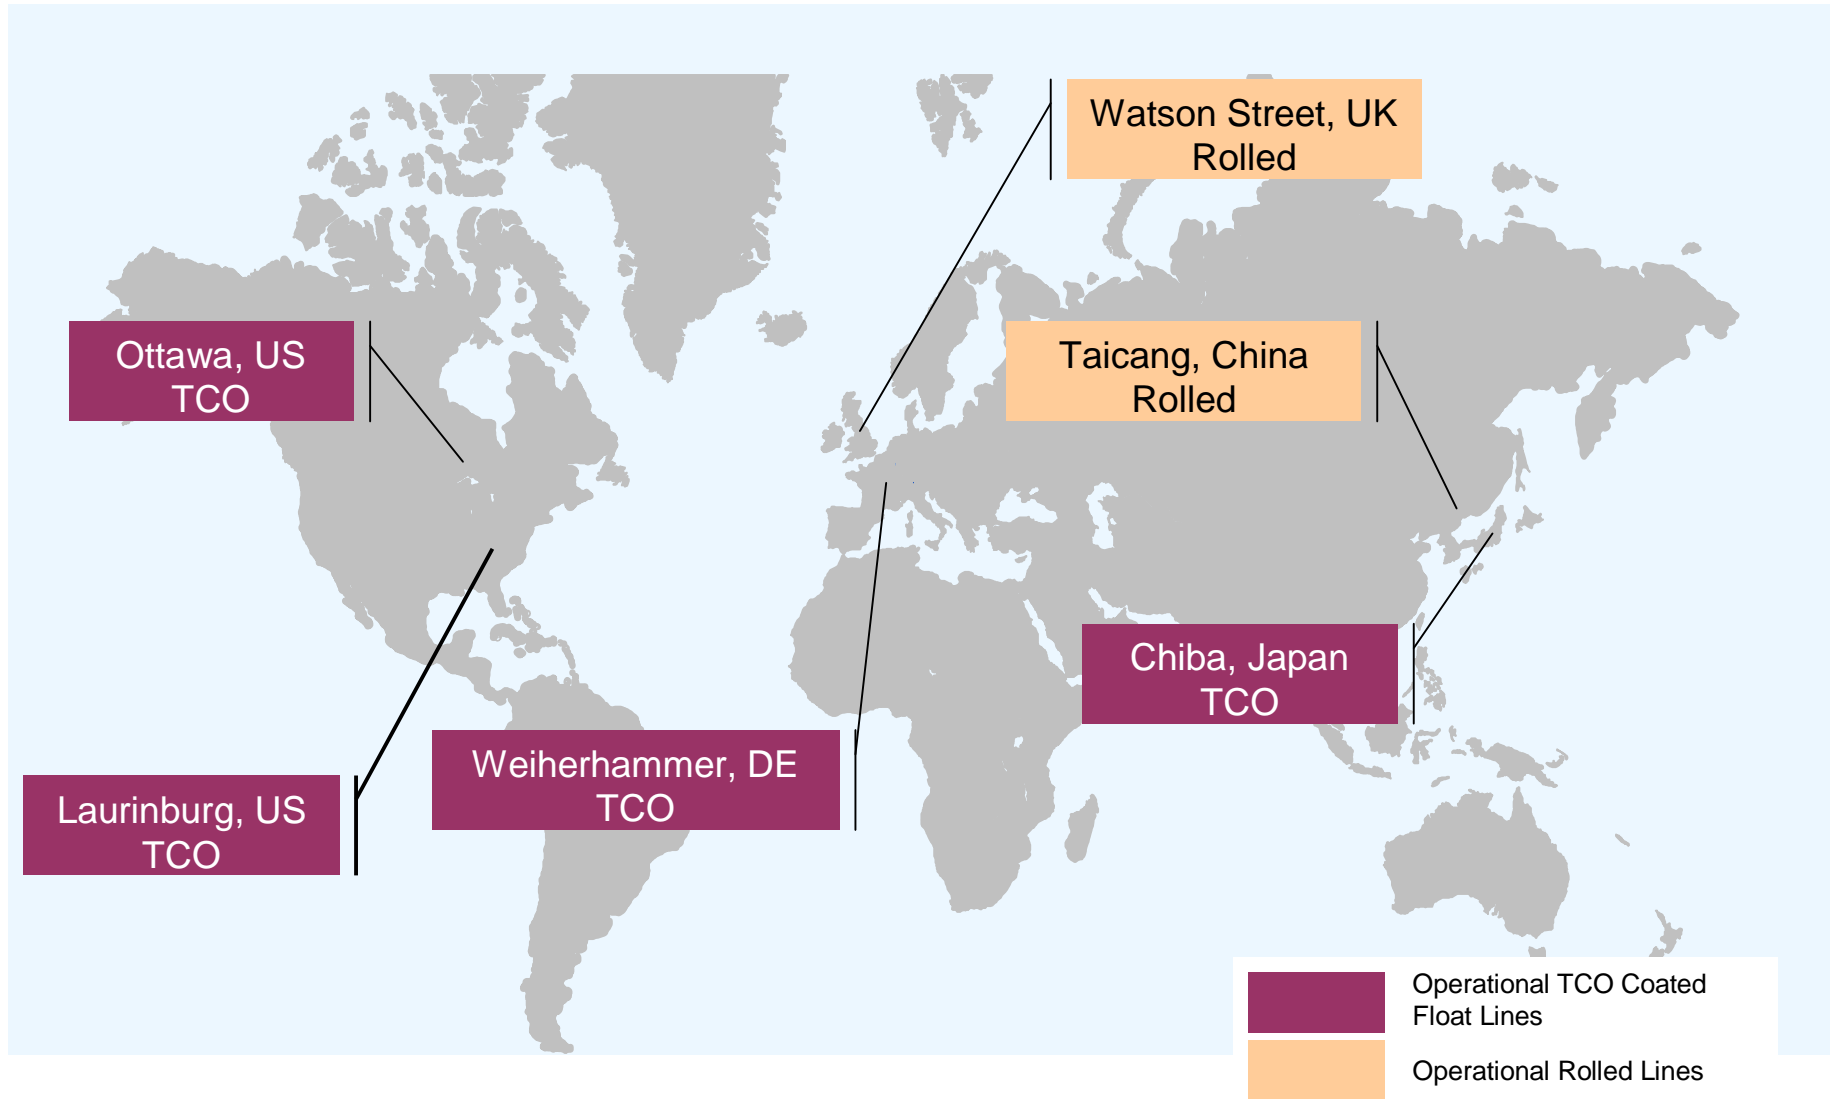 Watson Street, UK
Rolled
Ottawa, US
TCO
Taicang, China
Rolled
Chiba, Japan
TCO
Weiherhammer, DE
TCO
Laurinburg, US
TCO
Operational TCO Coated
Float Lines
Operational Rolled Lines